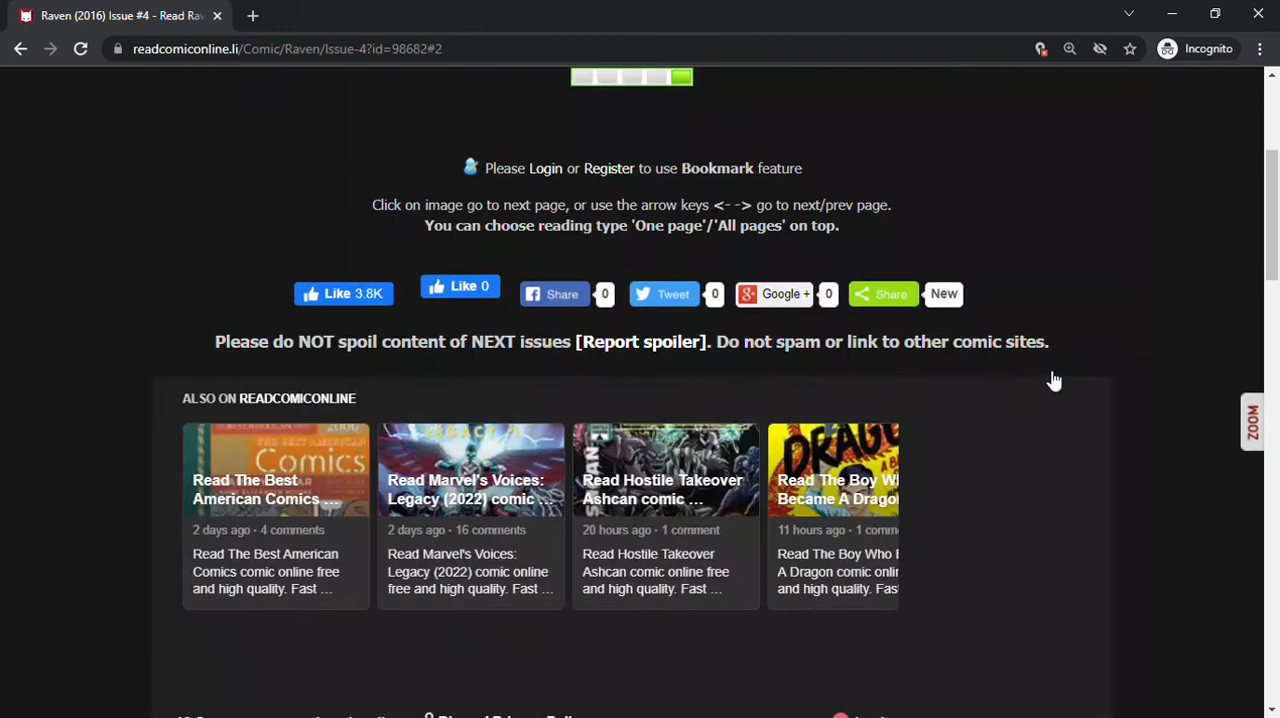 Raven (2016) Issue #4 - Read Rav
readcomiconline.li/Comic/Raven/Issue-4?id=98682#2
Incognito
Please Login or Register to use Bookmark feature
Click on image go to next page, or use the arrow keys <- -> go to next/prev page.
You can choose reading type 'One page'/'All pages' on top.
Like 3.8K
Like 0
Share 0
Tweet 0
Google + 0
Share New
Please do NOT spoil content of NEXT issues [Report spoiler]. Do not spam or link to other comic sites.
ZOOM
ALSO ON READCOMICONLINE
Comics
Read The Best
American Comics ...
2 days ago · 4 comments
Read The Best American
Comics comic online free
and high quality. Fast ...
Read Marvel's Voices:
Legacy (2022) comic ...
2 days ago · 16 comments
Read Marvel's Voices:
Legacy (2022) comic online
free and high quality. Fast ...
Read Hostile Takeover
Ashcan comic ...
20 hours ago · 1 comment
Read Hostile Takeover
Ashcan comic online free
and high quality. Fast ...
Read The Boy Wh
Became A Drago
11 hours ago · 1 comm
Read The Boy Who
A Dragon comic onli
and high quality. Fas